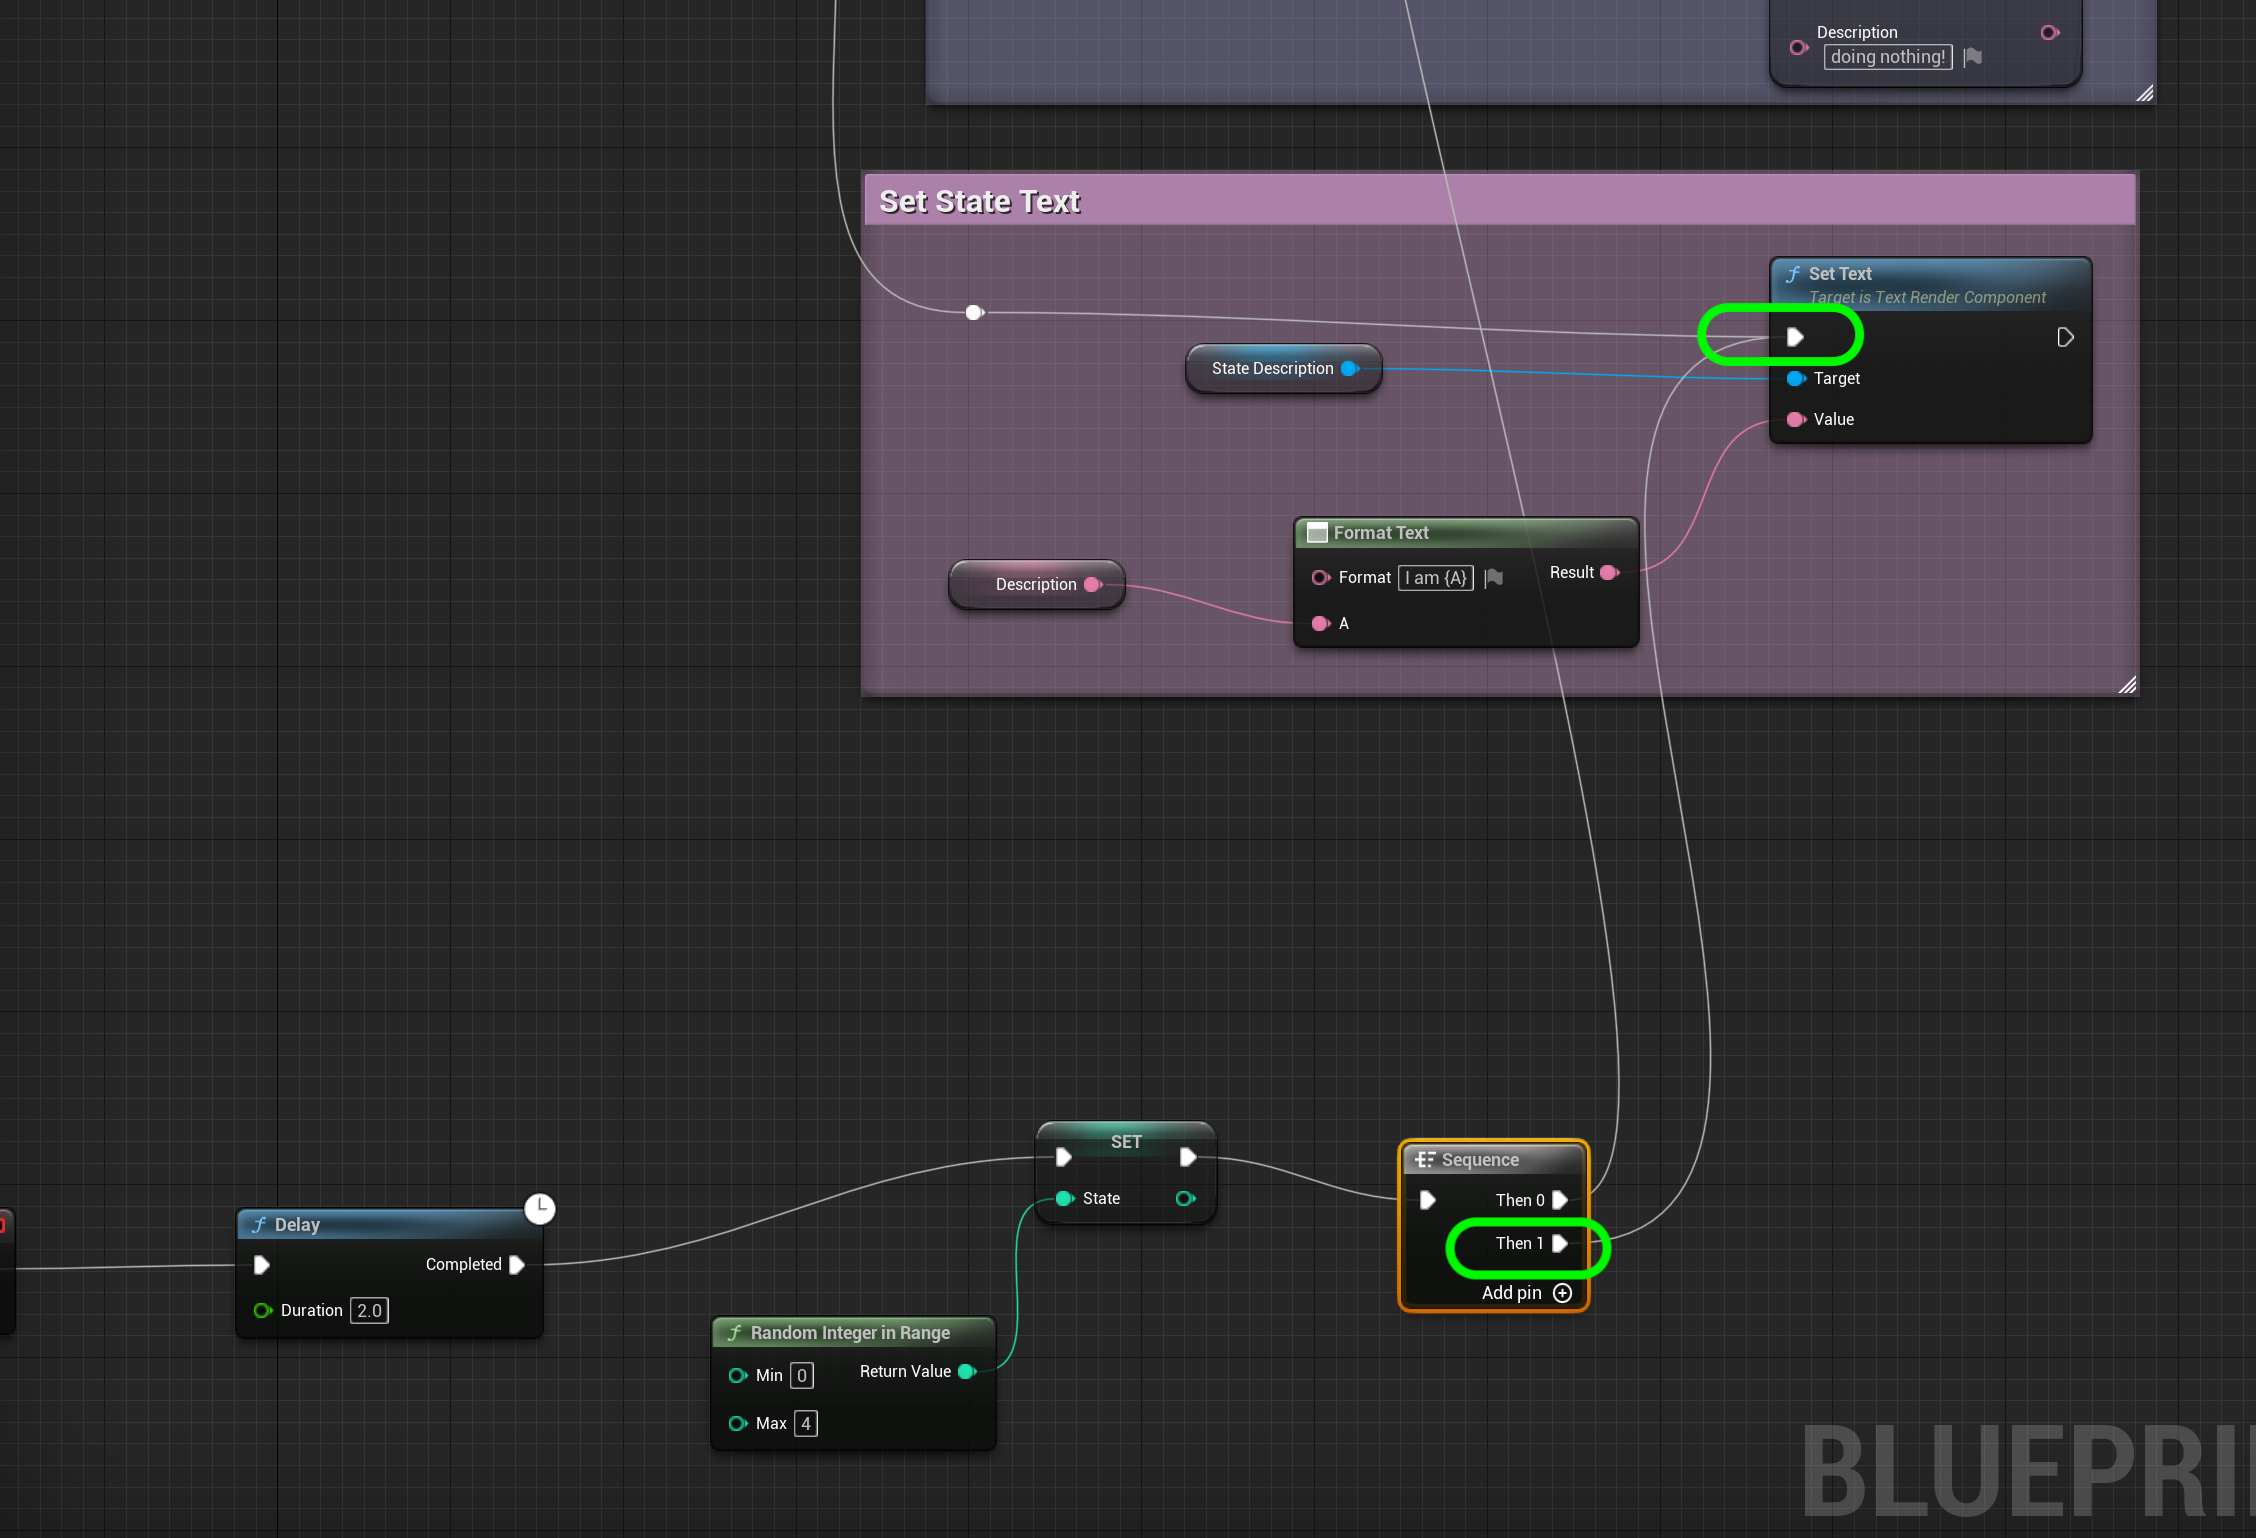 Description
doing nothing!
Set State Text
Set Text
Target is Text Render Component
State Description
Target
Value
Format Text
Format I am {A}
Result
Description
A
SET
State
Sequence
Then 0
Then 1
Add pin
Delay
Completed
Duration 2.0
Random Integer in Range
Min 0
Return Value
Max 4
BLUEPRI